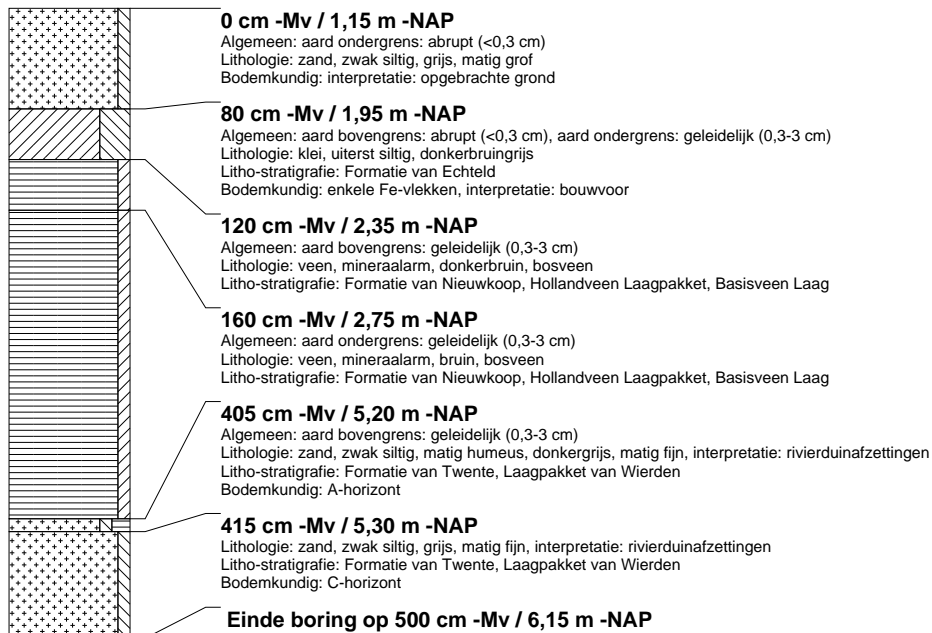 0 cm -Mv / 1,15 m -NAP
Algemeen: aard ondergrens: abrupt (<0,3 cm)
Lithologie: zand, zwak siltig, grijs, matig grof
Bodemkundig: interpretatie: opgebrachte grond
80 cm -Mv / 1,95 m -NAP
Algemeen: aard bovengrens: abrupt (<0,3 cm), aard ondergrens: geleidelijk (0,3-3 cm)
Lithologie: klei, uiterst siltig, donkerbruingrijs
Litho-stratigrafie: Formatie van Echteld
Bodemkundig: enkele Fe-vlekken, interpretatie: bouwvoor
120 cm -Mv / 2,35 m -NAP
Algemeen: aard bovengrens: geleidelijk (0,3-3 cm)
Lithologie: veen, mineraalarm, donkerbruin, bosveen
Litho-stratigrafie: Formatie van Nieuwkoop, Hollandveen Laagpakket, Basisveen Laag
160 cm -Mv / 2,75 m -NAP
Algemeen: aard ondergrens: geleidelijk (0,3-3 cm)
Lithologie: veen, mineraalarm, bruin, bosveen
Litho-stratigrafie: Formatie van Nieuwkoop, Hollandveen Laagpakket, Basisveen Laag
405 cm -Mv / 5,20 m -NAP
Algemeen: aard bovengrens: geleidelijk (0,3-3 cm)
Lithologie: zand, zwak siltig, matig humeus, donkergrijs, matig fijn, interpretatie: rivierduinafzettingen
Litho-stratigrafie: Formatie van Twente, Laagpakket van Wierden
Bodemkundig: A-horizont
415 cm -Mv / 5,30 m -NAP
Lithologie: zand, zwak siltig, grijs, matig fijn, interpretatie: rivierduinafzettingen
Litho-stratigrafie: Formatie van Twente, Laagpakket van Wierden
Bodemkundig: C-horizont
Einde boring op 500 cm -Mv / 6,15 m -NAP